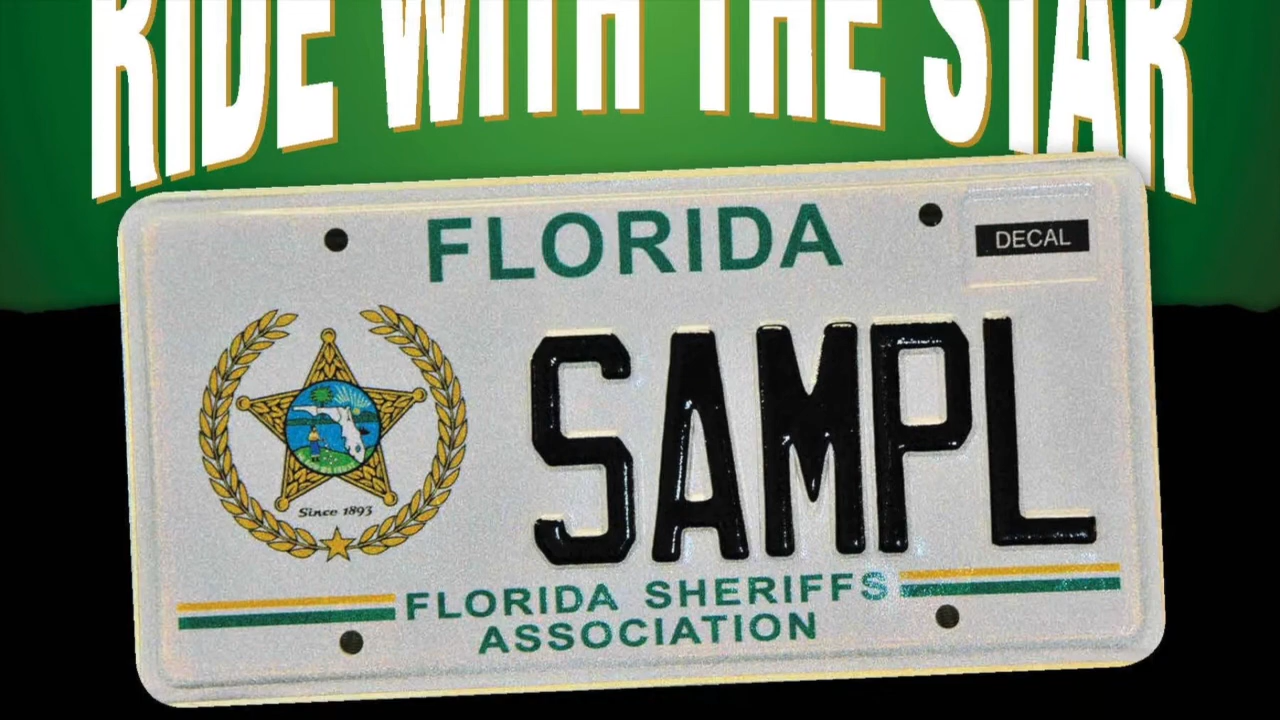 RIDE WITH THE STAR
FLORIDA
DECAL
SAMPL
Since 1893
FLORIDA SHERIFFS
ASSOCIATION